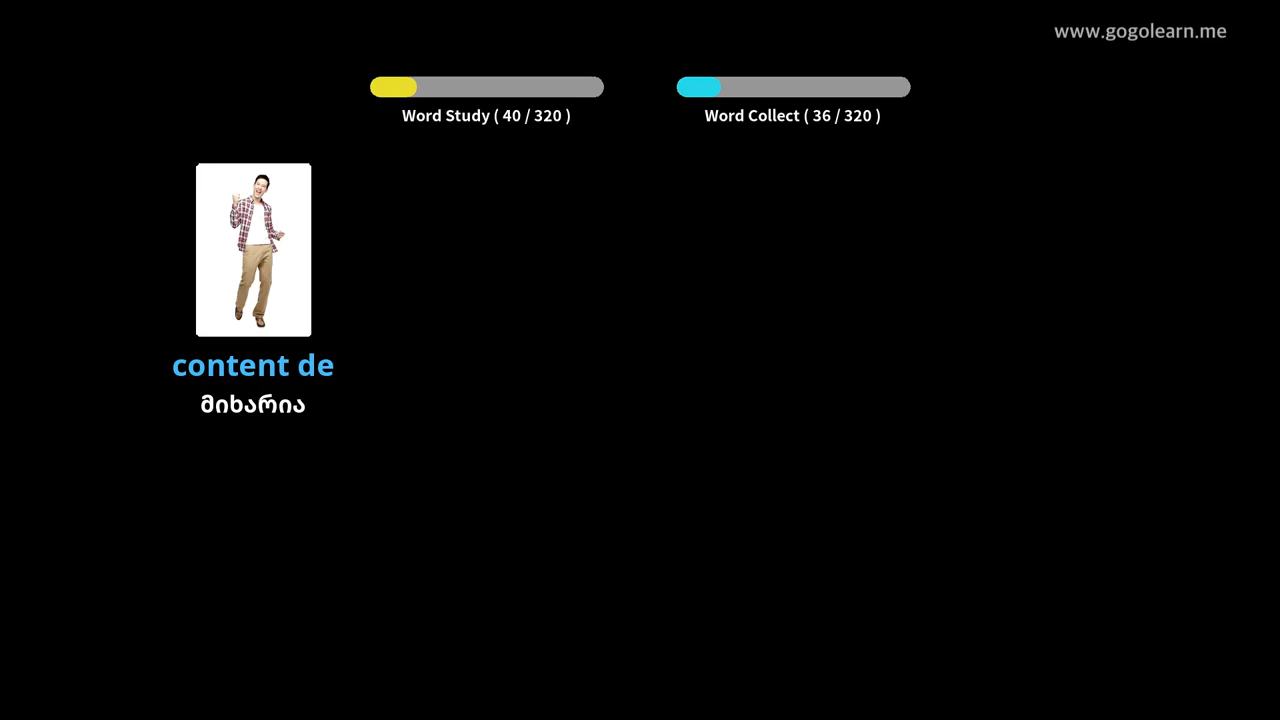 www.gogolearn.me
Word Study ( 40 / 320 )
Word Collect ( 36 / 320 )
content de
მიხარია